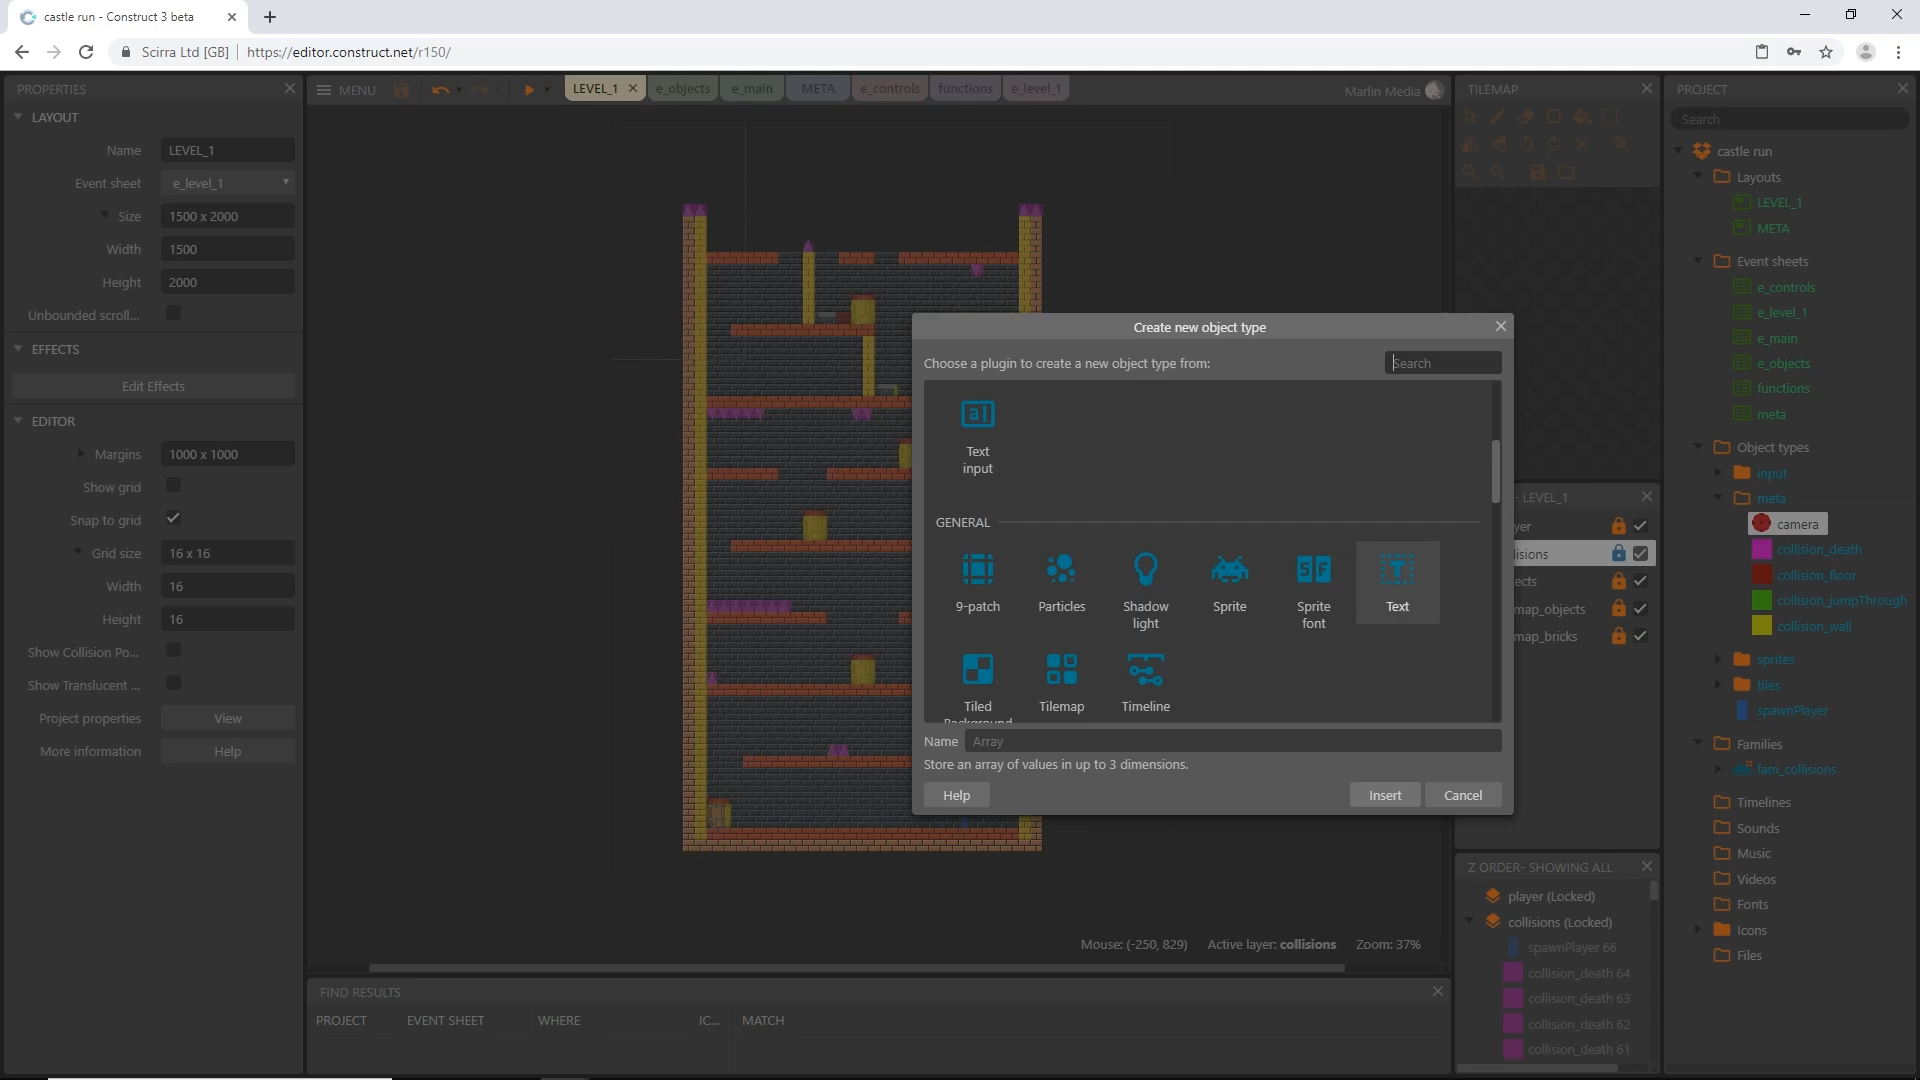 castle run - Construct 3 beta
Scirra Ltd [GB] https://editor.construct.net/r150/
PROPERTIES
LAYOUT
Name LEVEL_1
Event sheet e_level_1
Size 1500 x 2000
Width 1500
Height 2000
Unbounded scroll...
EFFECTS
Edit Effects
EDITOR
Margins 1000 x 1000
Show grid
Snap to grid
Grid size 16 x 16
Width 16
Height 16
Show Collision Po...
Show Translucent ...
Project properties View
More information Help
MENU
LEVEL_1 e_objects e_main META e_controls functions e_level_1
Marlin Media
Create new object type
Choose a plugin to create a new object type from:
Search
Text
input
GENERAL
9-patch Particles Shadow Sprite Sprite Text
light font
Tiled Tilemap Timeline
Background
Name Array
Store an array of values in up to 3 dimensions.
Help Insert Cancel
Mouse: (-250, 829) Active layer: collisions Zoom: 37%
FIND RESULTS
PROJECT EVENT SHEET WHERE IC... MATCH
TILEMAP
- LEVEL_1
yer
lisions
ects
map_objects
map_bricks
Z ORDER- SHOWING ALL
player (Locked)
collisions (Locked)
spawnPlayer 66
collision_death 64
collision_death 63
collision_death 62
collision_death 61
PROJECT
Search
castle run
Layouts
LEVEL_1
META
Event sheets
e_controls
e_level_1
e_main
e_objects
functions
meta
Object types
input
meta
camera
collision_death
collision_floor
collision_jumpThrough
collision_wall
sprites
tiles
spawnPlayer
Families
fam_collisions
Timelines
Sounds
Music
Videos
Fonts
Icons
Files